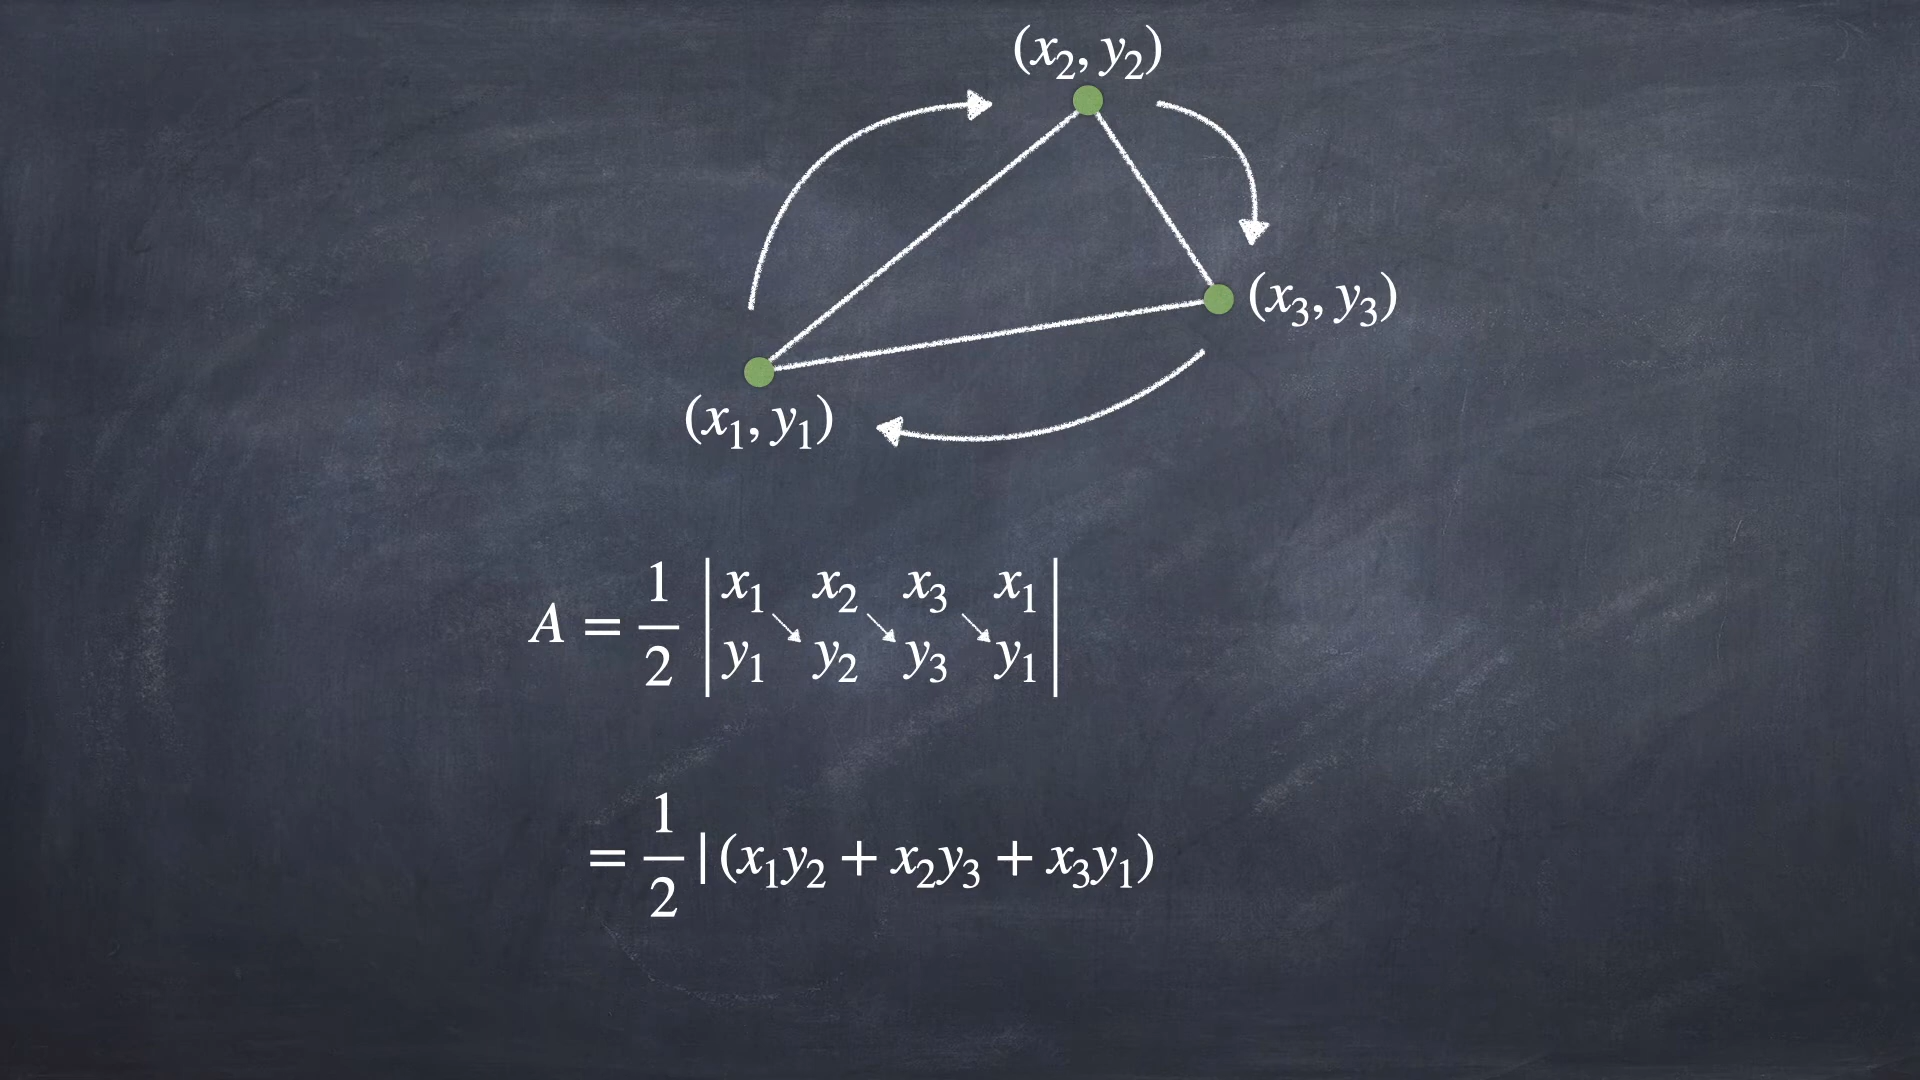 (x₂, y₂)
(x₃, y₃)
(x₁, y₁)
A = 1/2 | x₁ x₂ x₃ x₁ |
| y₁ y₂ y₃ y₁ |
= 1/2 | (x₁y₂ + x₂y₃ + x₃y₁)